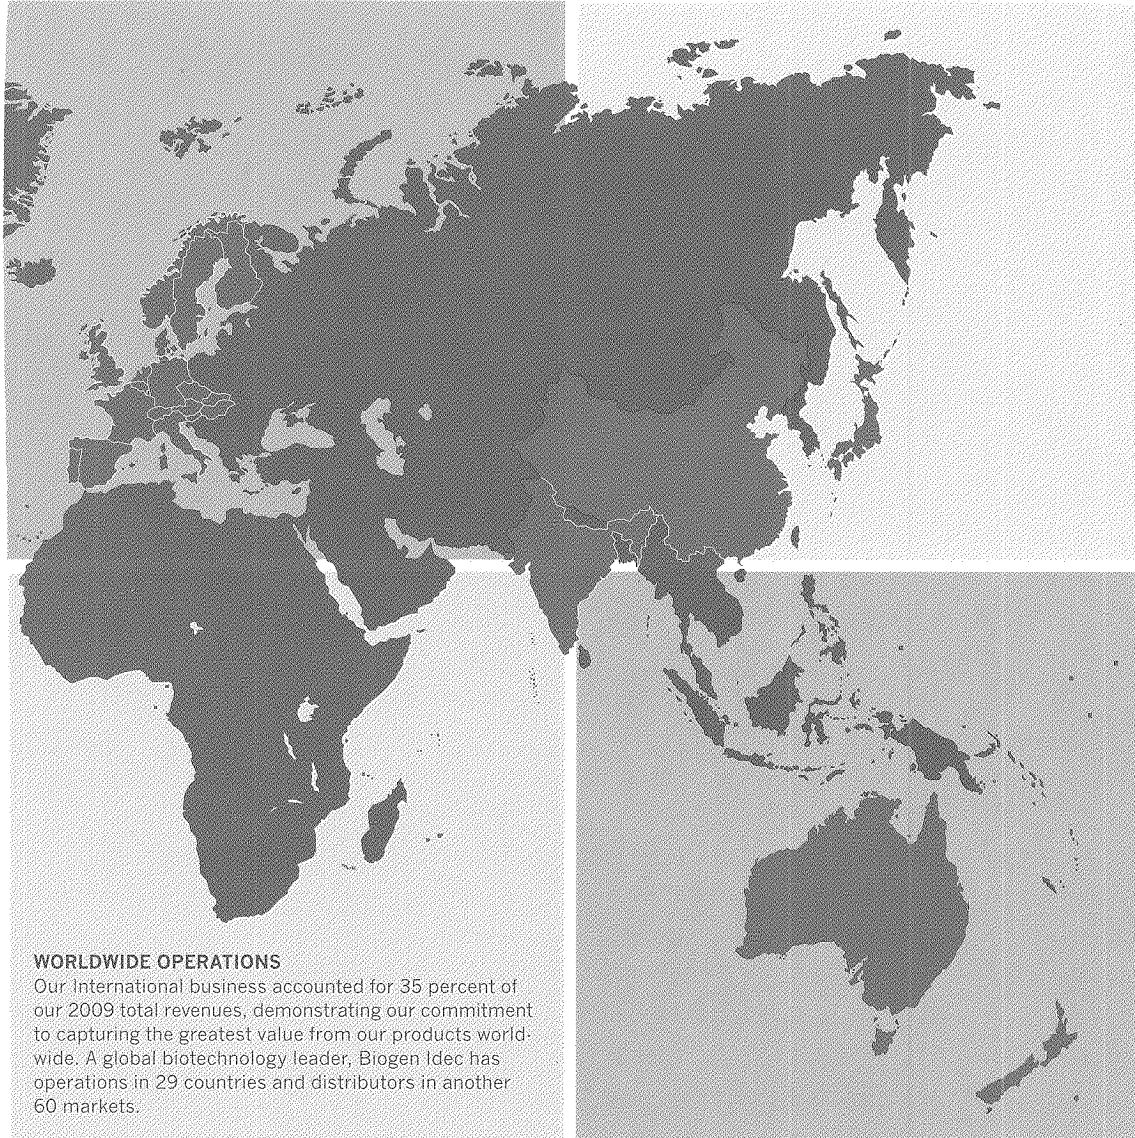 WORLDWIDE OPERATIONS
Our International business accounted for 35 percent of
our 2009 total revenues, demonstrating our commitment
to capturing the greatest value from our products world-
wide. A global biotechnology leader, Biogen Idec has
operations in 29 countries and distributors in another
60 markets.